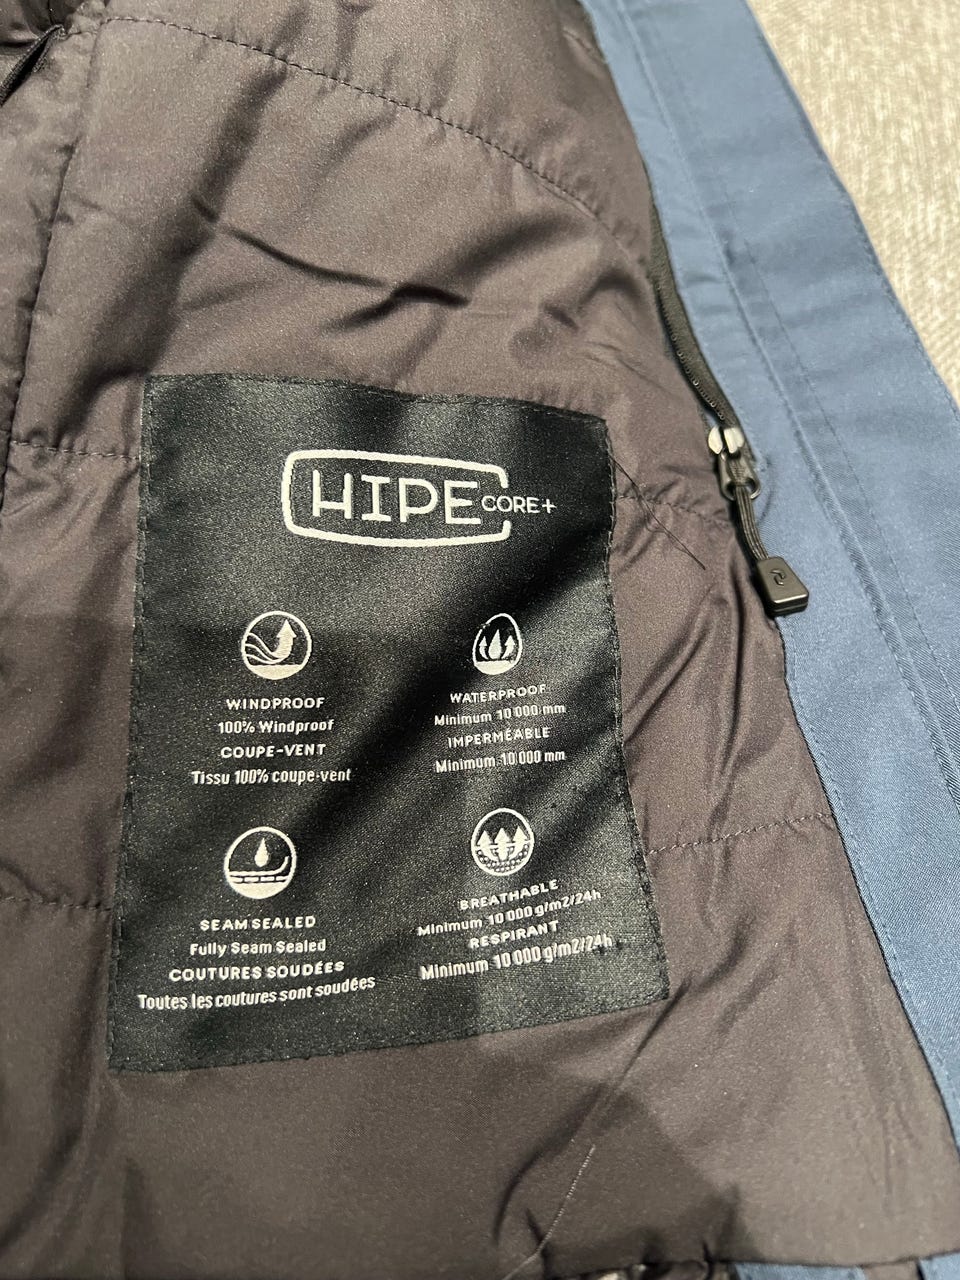 HIPE CORE+
WINDPROOF
100% Windproof
COUPE-VENT
Tissu 100% coupe-vent
WATERPROOF
Minimum 10 000 mm
IMPERMÉABLE
Minimum 10 000 mm
SEAM SEALED
Fully Seam Sealed
COUTURES SOUDÉES
Toutes les coutures sont soudées
BREATHABLE
Minimum 10 000 g/m2/24h
RESPIRANT
Minimum 10 000 g/m2/24h